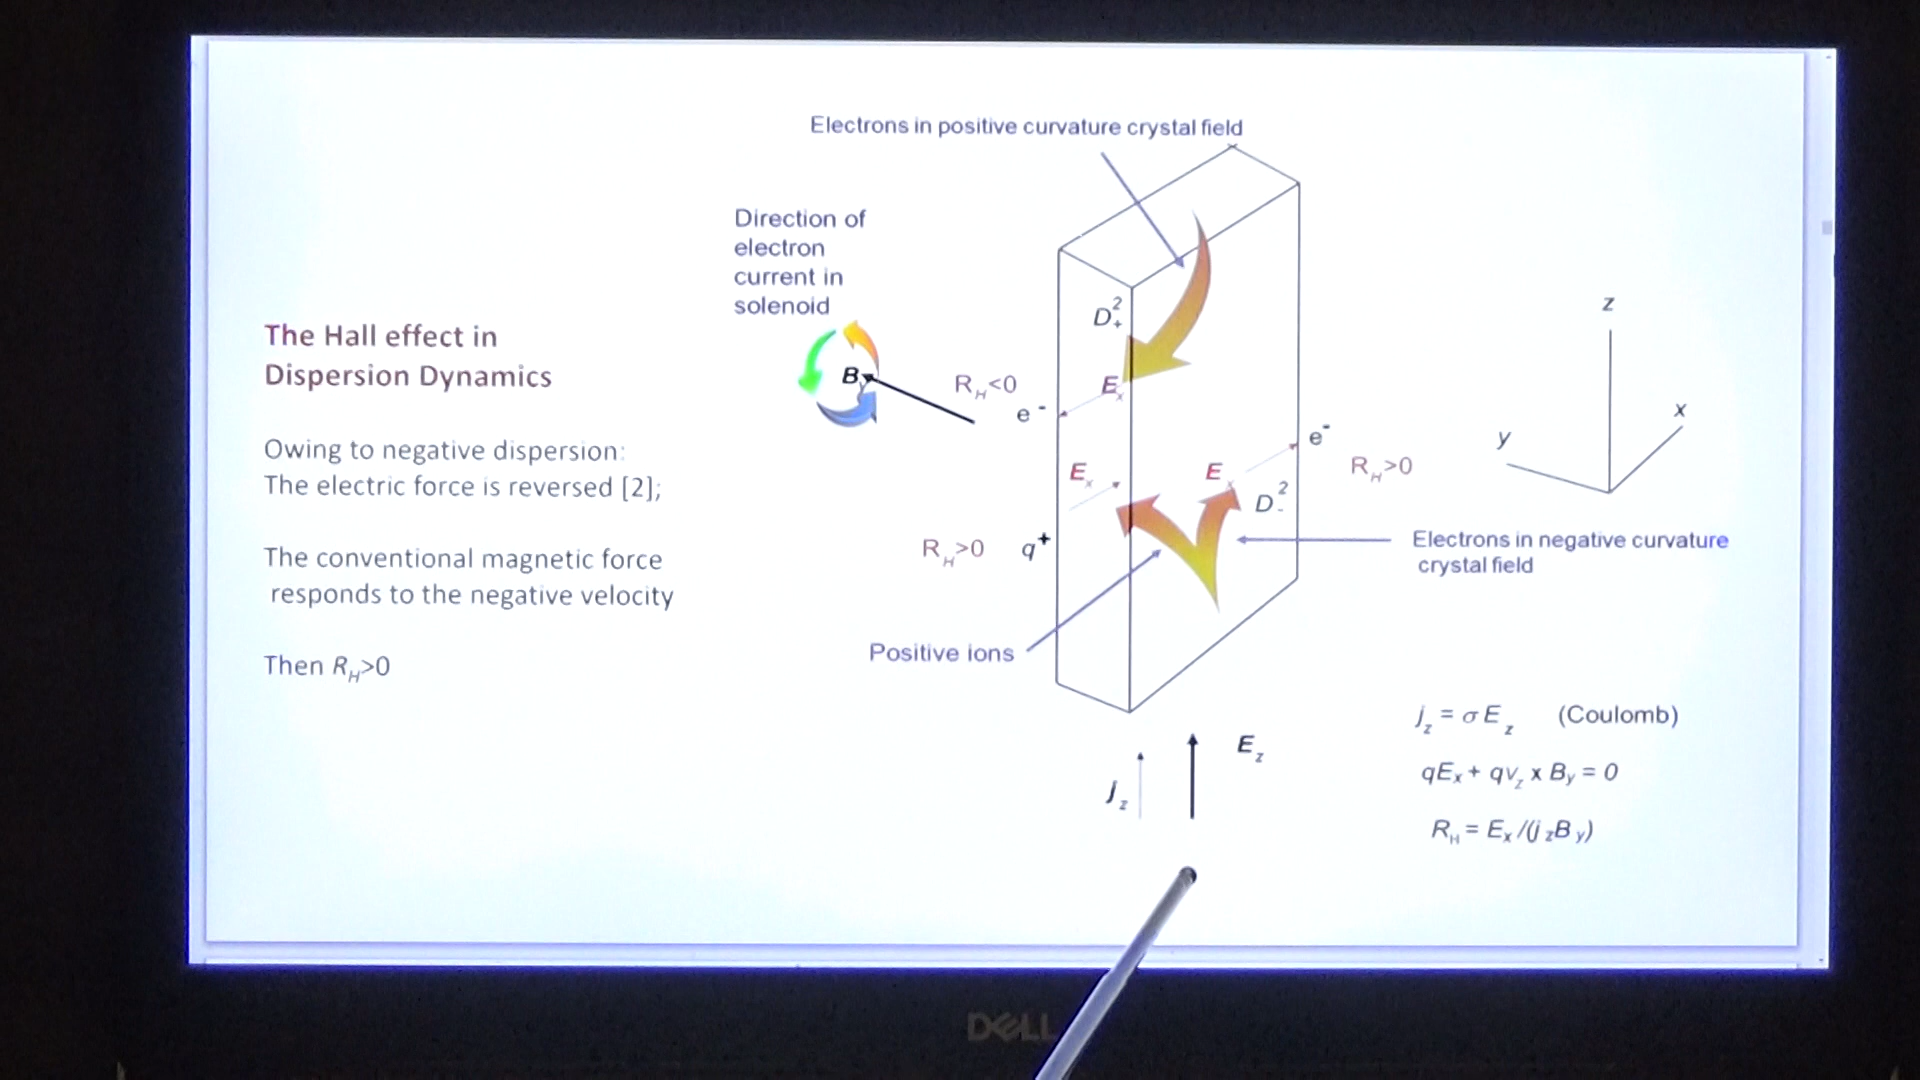 Electrons in positive curvature crystal field
Direction of
electron
current in
solenoid
The Hall effect in
Dispersion Dynamics
Owing to negative dispersion:
The electric force is reversed [2];
The conventional magnetic force
responds to the negative velocity
Then R_H>0
B_y
R_H<0
e^-
D_+^2
E_x
E_x
E_x
e^-
R_H>0
D_-^2
R_H>0
q^+
Positive ions
Electrons in negative curvature
crystal field
z
x
y
j_z
E_z
j_z = σE_z (Coulomb)
qE_x + qv_z x B_y = 0
R_H = E_x/(j_zB_y)
DELL